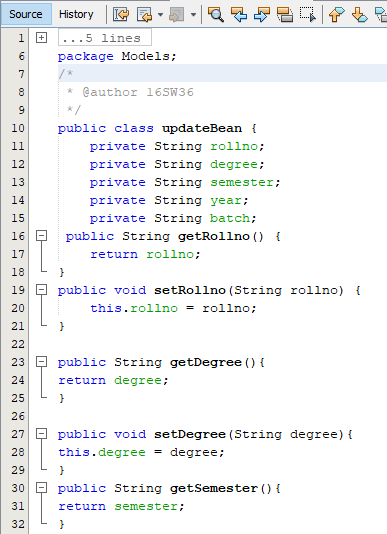 Source History
1 ...5 lines
6 package Models;
7 /*
8 * @author 16SW36
9 */
10 public class updateBean {
11 private String rollno;
12 private String degree;
13 private String semester;
14 private String year;
15 private String batch;
16 public String getRollno() {
17 return rollno;
18 }
19 public void setRollno(String rollno) {
20 this.rollno = rollno;
21 }
22
23 public String getDegree(){
24 return degree;
25 }
26
27 public void setDegree(String degree){
28 this.degree = degree;
29 }
30 public String getSemester(){
31 return semester;
32 }